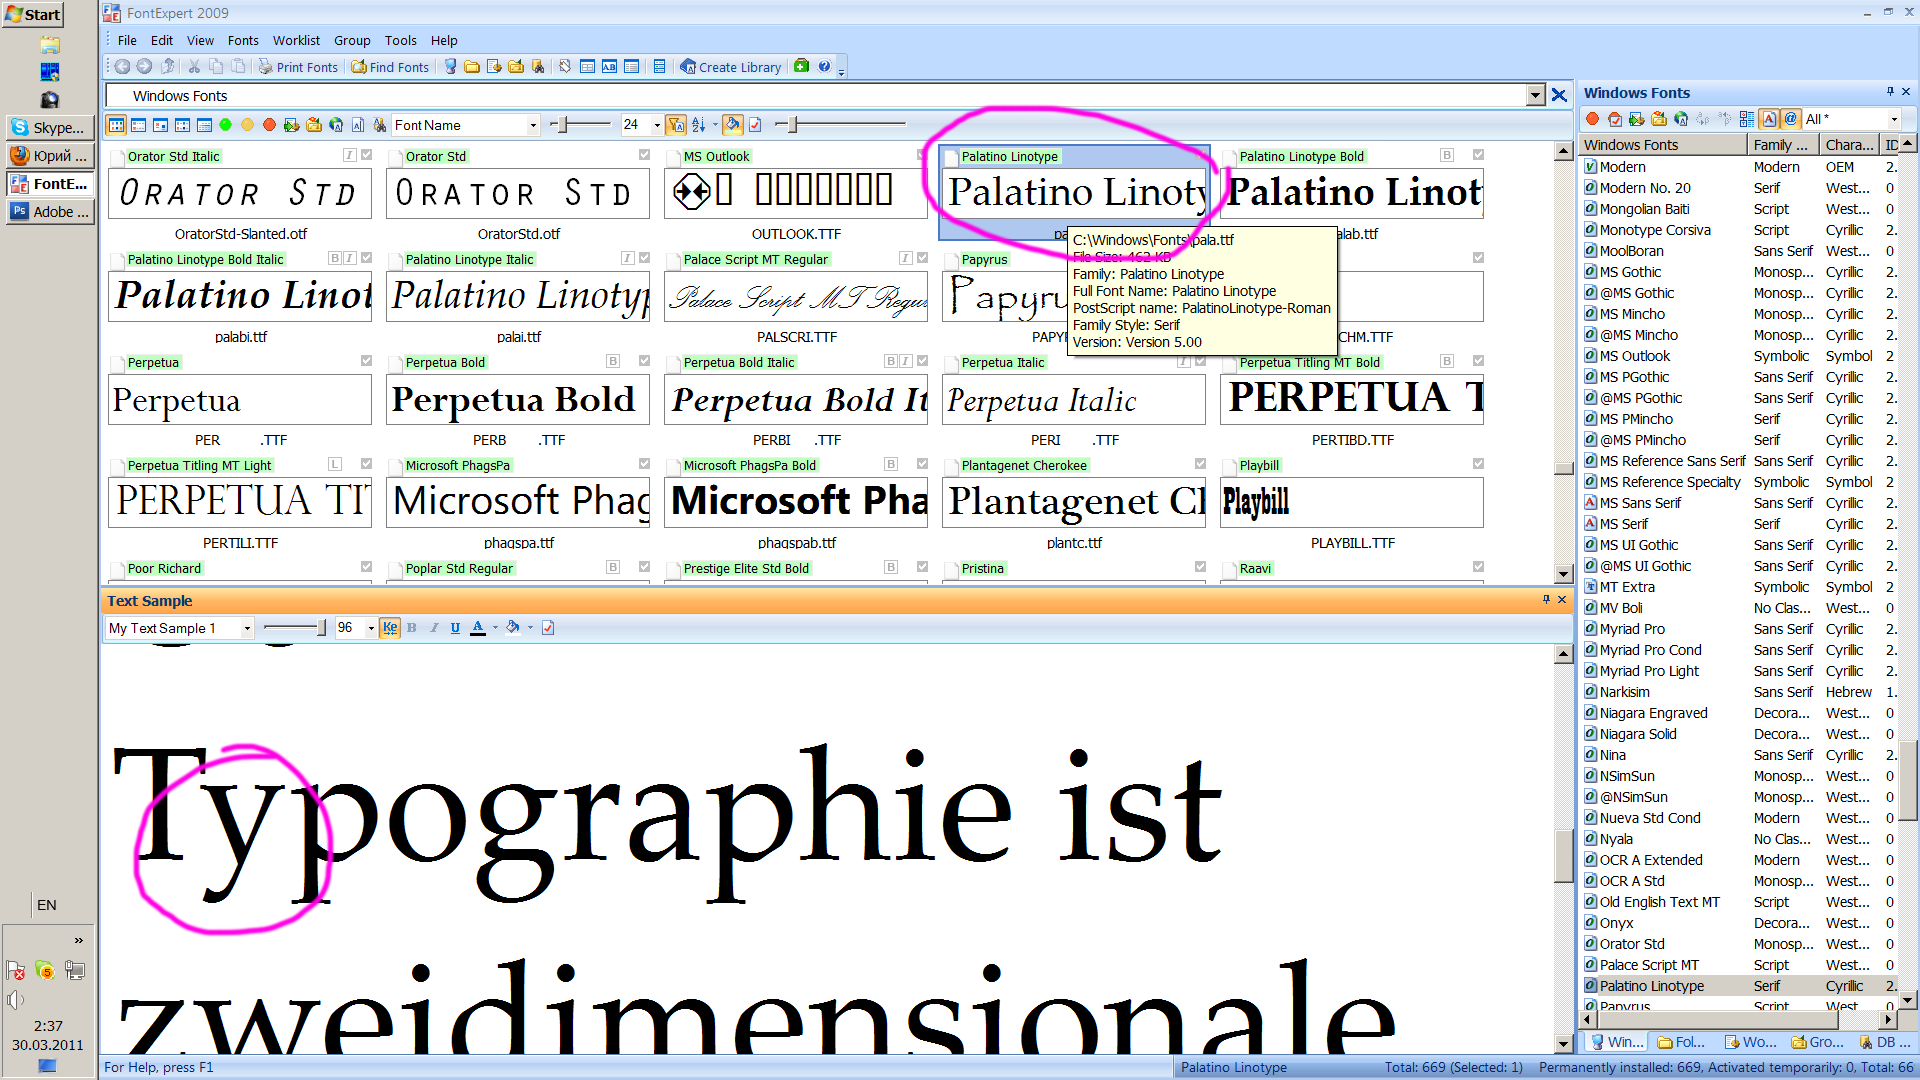 Start
FontExpert 2009
File Edit View Fonts Worklist Group Tools Help
Print Fonts Find Fonts Create Library
Windows Fonts
Font Name 24
Orator Std Italic I Orator Std MS Outlook Palatino Linotype Palatino Linotype Bold B
ORATOR STD ORATOR STD Palatino Linoty Palatino Linot
OratorStd-Slanted.otf OratorStd.otf OUTLOOK.TTF pa alab.ttf
C:\Windows\Fonts\pala.ttf
File Size: 462 KB
Family: Palatino Linotype
Full Font Name: Palatino Linotype
PostScript name: PalatinoLinotype-Roman
Family Style: Serif
Version: Version 5.00
Palatino Linotype Bold Italic B I Palatino Linotype Italic I Palace Script MT Regular I Papyrus
Palatino Linot Palatino Linotyp Palace Script MT Regu Papyru
palabi.ttf palai.ttf PALSCRI.TTF PAPY CHM.TTF
Perpetua Perpetua Bold B Perpetua Bold Italic B I Perpetua Italic I Perpetua Titling MT Bold B
Perpetua Perpetua Bold Perpetua Bold It Perpetua Italic PERPETUA T
PER .TTF PERB .TTF PERBI .TTF PERI .TTF PERTIBD.TTF
Perpetua Titling MT Light L Microsoft PhagsPa Microsoft PhagsPa Bold B Plantagenet Cherokee Playbill
PERPETUA TIT Microsoft Phag Microsoft Pha Plantagenet Ch Playbill
PERTILI.TTF phagspa.ttf phagspab.ttf plantc.ttf PLAYBILL.TTF
Poor Richard Poplar Std Regular B Prestige Elite Std Bold B Pristina Raavi
Text Sample
My Text Sample 1 96 Ke B I U A
Typographie ist
zweidimensionale
For Help, press F1 Palatino Linotype Total: 669 (Selected: 1) Permanently installed: 669, Activated temporarily: 0, Total: 66
Windows Fonts
All *
Windows Fonts Family ... Chara... ID
Modern Modern OEM 2.
Modern No. 20 Serif West... 0
Mongolian Baiti Script West... 0
Monotype Corsiva Script Cyrillic 0
MoolBoran Sans Serif West... 0
MS Gothic Monosp... Cyrillic 2.
@MS Gothic Monosp... Cyrillic 2.
MS Mincho Monosp... Cyrillic 2.
@MS Mincho Monosp... Cyrillic 2.
MS Outlook Symbolic Symbol 2.
MS PGothic Sans Serif Cyrillic 2.
@MS PGothic Sans Serif Cyrillic 2.
MS PMincho Serif Cyrillic 2.
@MS PMincho Serif Cyrillic 2.
MS Reference Sans Serif Sans Serif Cyrillic 2.
MS Reference Specialty Symbolic Symbol 2.
MS Sans Serif Sans Serif Cyrillic 0
MS Serif Serif Cyrillic 0
MS UI Gothic Sans Serif Cyrillic 2.
@MS UI Gothic Sans Serif Cyrillic 2.
MT Extra Symbolic Symbol 2
MV Boli No Clas... West... 0
Myriad Pro Sans Serif Cyrillic 2.
Myriad Pro Cond Sans Serif Cyrillic 2.
Myriad Pro Light Sans Serif Cyrillic 2.
Narkisim Sans Serif Hebrew 1.
Niagara Engraved Decora... West... 0
Niagara Solid Decora... West... 0
Nina Sans Serif Cyrillic 2.
NSimSun Monosp... West... 0
@NSimSun Monosp... West... 0
Nueva Std Cond Modern West... 0
Nyala No Clas... West... 0
OCR A Extended Modern West... 0
OCR A Std Monosp... West... 0
Old English Text MT Script West... 0
Onyx Decora... West... 0
Orator Std Monosp... West... 0
Palace Script MT Script West... 0
Palatino Linotype Serif Cyrillic 2.
Papyrus Script West... 0
Win... Fol... Wo... Gro... DB ...
Skype...
Юрий ...
FontE...
Adobe ...
EN
»
2:37
30.03.2011